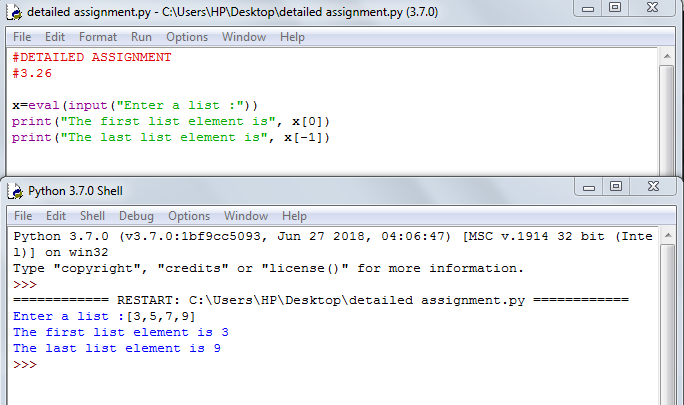 detailed assignment.py - C:\Users\HP\Desktop\detailed assignment.py (3.7.0)
File Edit Format Run Options Window Help
#DETAILED ASSIGNMENT
#3.26
x=eval(input("Enter a list :"))
print("The first list element is", x[0])
print("The last list element is", x[-1])
Python 3.7.0 Shell
File Edit Shell Debug Options Window Help
Python 3.7.0 (v3.7.0:1bf9cc5093, Jun 27 2018, 04:06:47) [MSC v.1914 32 bit (Inte
l)] on win32
Type "copyright", "credits" or "license()" for more information.
>>>
============ RESTART: C:\Users\HP\Desktop\detailed assignment.py ============
Enter a list :[3,5,7,9]
The first list element is 3
The last list element is 9
>>>